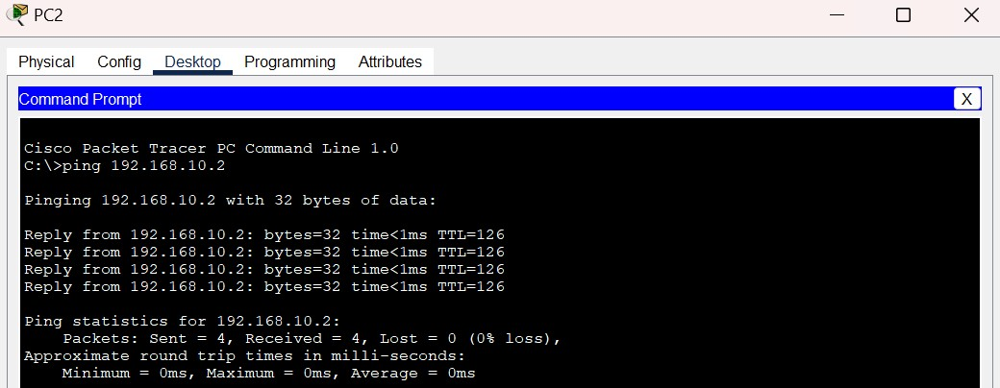 PC2
Physical Config Desktop Programming Attributes
Command Prompt
X
Cisco Packet Tracer PC Command Line 1.0
C:\>ping 192.168.10.2
Pinging 192.168.10.2 with 32 bytes of data:
Reply from 192.168.10.2: bytes=32 time<1ms TTL=126
Reply from 192.168.10.2: bytes=32 time<1ms TTL=126
Reply from 192.168.10.2: bytes=32 time<1ms TTL=126
Reply from 192.168.10.2: bytes=32 time<1ms TTL=126
Ping statistics for 192.168.10.2:
Packets: Sent = 4, Received = 4, Lost = 0 (0% loss),
Approximate round trip times in milli-seconds:
Minimum = 0ms, Maximum = 0ms, Average = 0ms